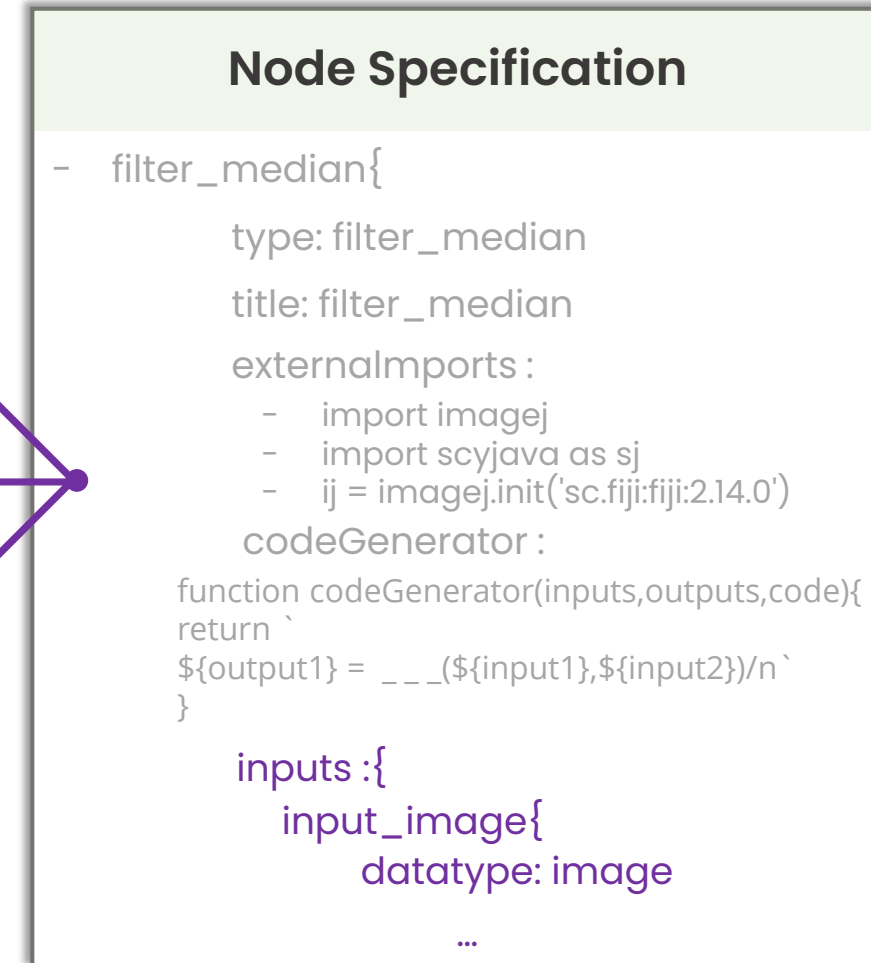 Node Specification
- filter_median{
type: filter_median
title: filter_median
externalImports :
- import imagej
- import scyjava as sj
- ij = imagej.init('sc.fiji:fiji:2.14.0')
codeGenerator :
function codeGenerator(inputs,outputs,code){
return `
${output1} = _ _ _(${input1},${input2})/n`
}
inputs :{
input_image{
datatype: image
...